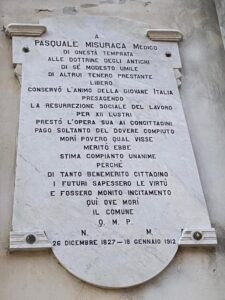 A
PASQUALE MISURACA MEDICO
DI ONESTÀ TEMPRATA
ALLE DOTTRINE DEGLI ANTICHI
DI SÈ MODESTO UMILE
DI ALTRUI TENERO PRESTANTE
LIBERO
CONSERVÒ L'ANIMO DELLA GIOVANE ITALIA
PRESAGENDO
LA RESURREZIONE SOCIALE DEL LAVORO
PER XII LUSTRI
PRESTÒ L'OPERA SUA AI CONCITTADINI
PAGO SOLTANTO DEL DOVERE COMPIUTO
MORÌ POVERO QUAL VISSE
MERITÒ EBBE
STIMA COMPIANTO UNANIME
PERCHÈ
DI TANTO BENEMERITO CITTADINO
I FUTURI SAPESSERO LE VIRTÙ
E FOSSERO MONITO INCITAMENTO
QUI OVE MORÌ
IL COMUNE
Q. M. P.
N. M.
26 DICEMBRE 1827 - 18 GENNAIO 1912